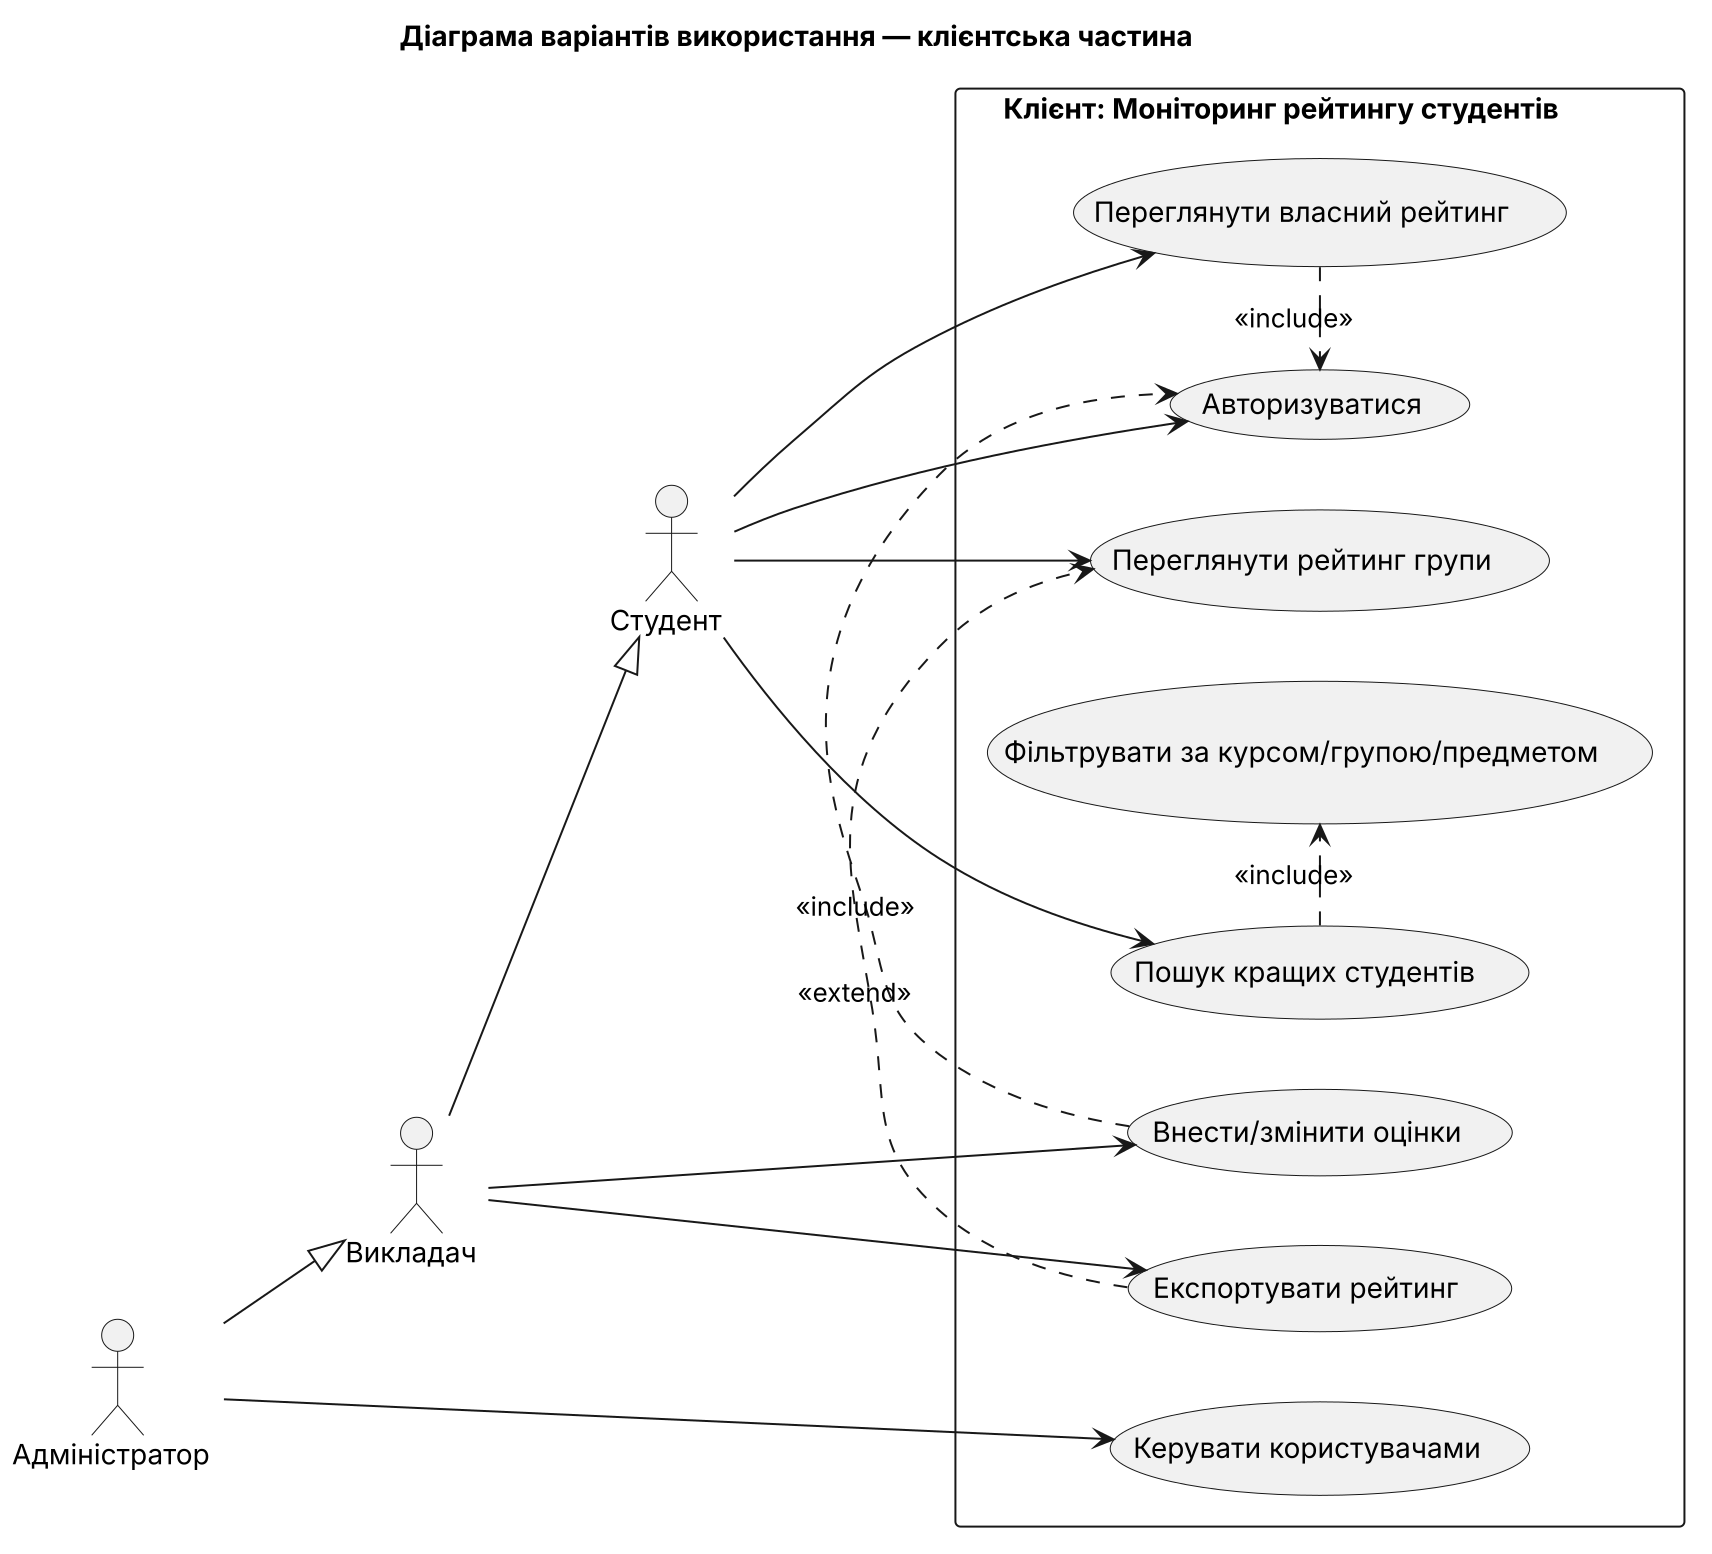 Діаграма варіантів використання — клієнтська частина
Клієнт: Моніторинг рейтингу студентів
Переглянути власний рейтинг
«include»
Авторизуватися
Переглянути рейтинг групи
Студент
Фільтрувати за курсом/групою/предметом
«include»
«include»
Пошук кращих студентів
«extend»
Внести/змінити оцінки
Викладач
Експортувати рейтинг
Адміністратор
Керувати користувачами